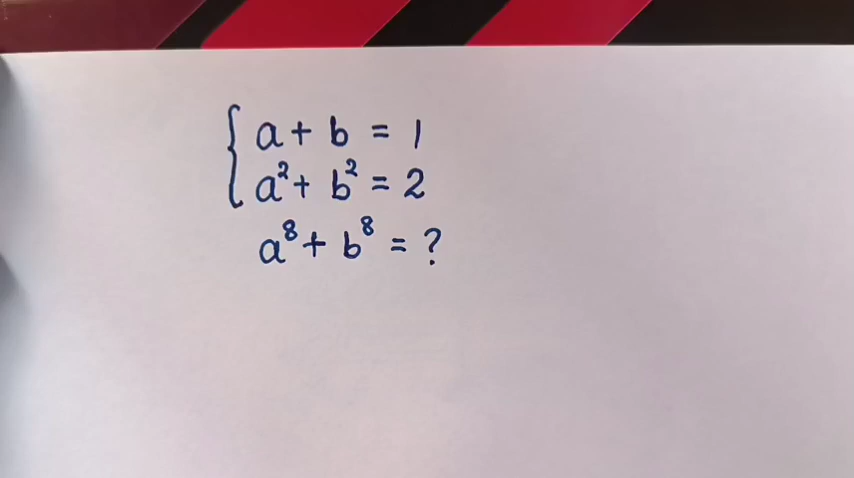 a + b = 1
a² + b² = 2
a⁸ + b⁸ = ?